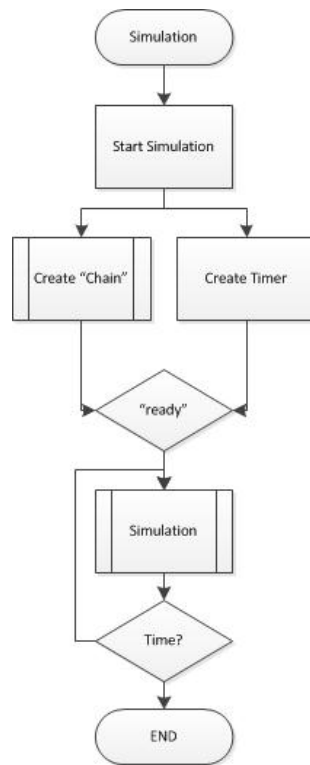 Simulation
Start Simulation
Create “Chain”
Create Timer
“ready”
Simulation
Time?
END